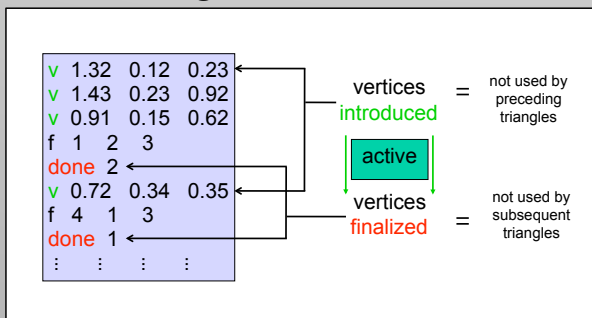 v 1.32 0.12 0.23
v 1.43 0.23 0.92
v 0.91 0.15 0.62
f 1 2 3
done 2
v 0.72 0.34 0.35
f 4 1 3
done 1
⋮ ⋮ ⋮ ⋮
vertices
introduced
=
not used by
preceding
triangles
active
vertices
finalized
=
not used by
subsequent
triangles